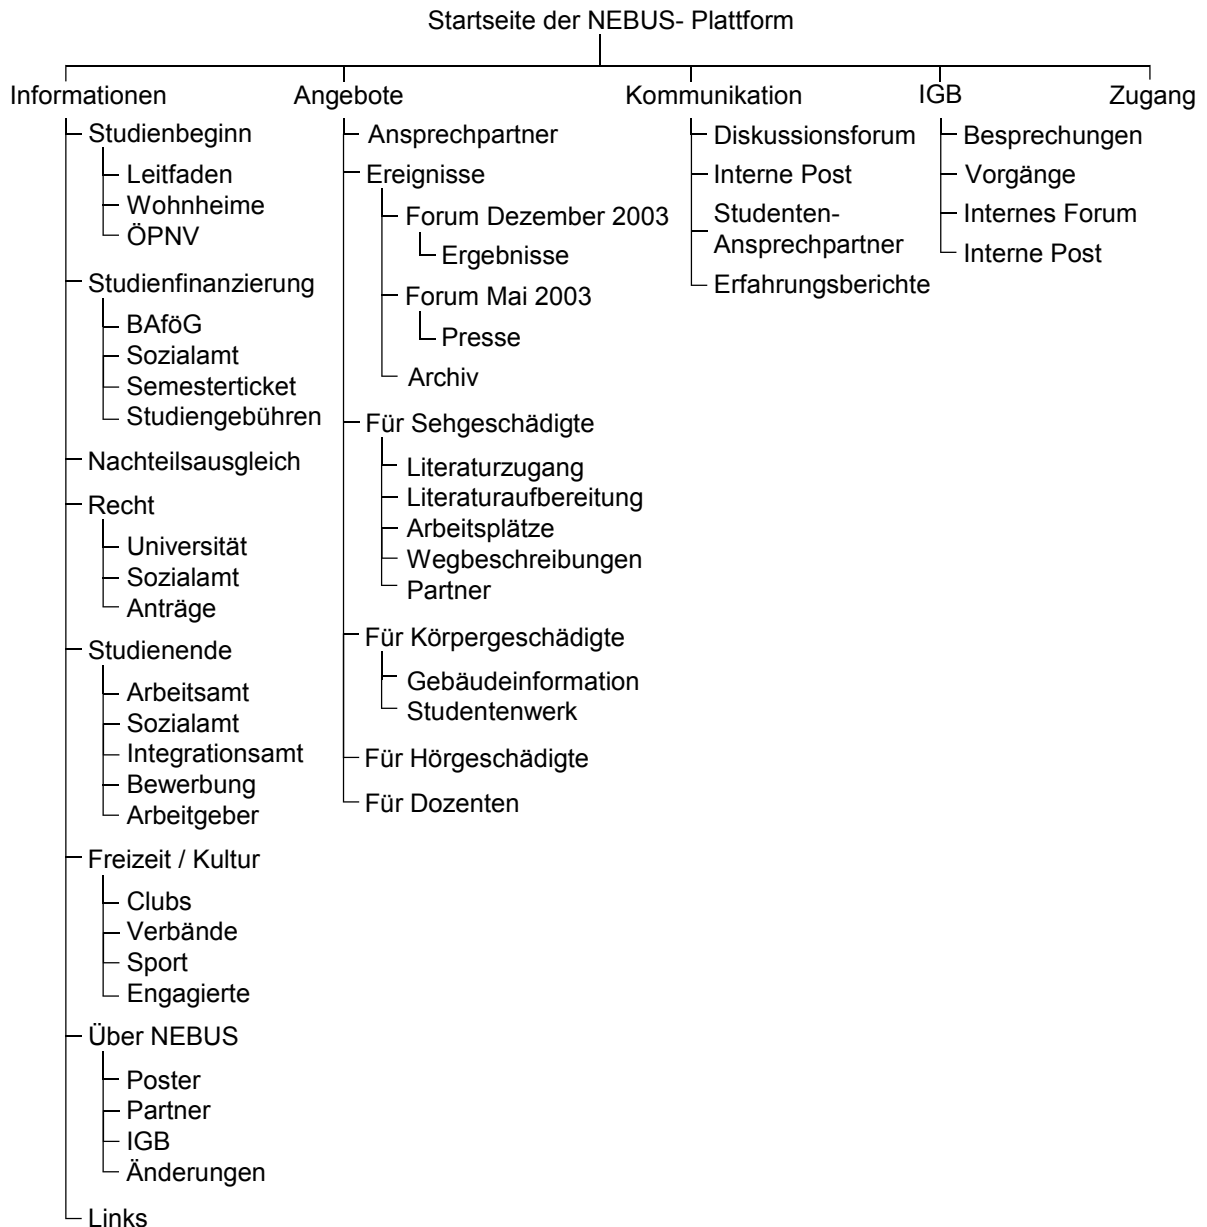 Startseite der NEBUS- Plattform
Informationen
Studienbeginn
Leitfaden
Wohnheime
ÖPNV
Studienfinanzierung
BAföG
Sozialamt
Semesterticket
Studiengebühren
Nachteilsausgleich
Recht
Universität
Sozialamt
Anträge
Studienende
Arbeitsamt
Sozialamt
Integrationsamt
Bewerbung
Arbeitgeber
Freizeit / Kultur
Clubs
Verbände
Sport
Engagierte
Über NEBUS
Poster
Partner
IGB
Änderungen
Links
Angebote
Ansprechpartner
Ereignisse
Forum Dezember 2003
Ergebnisse
Forum Mai 2003
Presse
Archiv
Für Sehgeschädigte
Literaturzugang
Literaturaufbereitung
Arbeitsplätze
Wegbeschreibungen
Partner
Für Körpergeschädigte
Gebäudeinformation
Studentenwerk
Für Hörgeschädigte
Für Dozenten
Kommunikation
Diskussionsforum
Interne Post
Studenten-
Ansprechpartner
Erfahrungsberichte
IGB
Besprechungen
Vorgänge
Internes Forum
Interne Post
Zugang